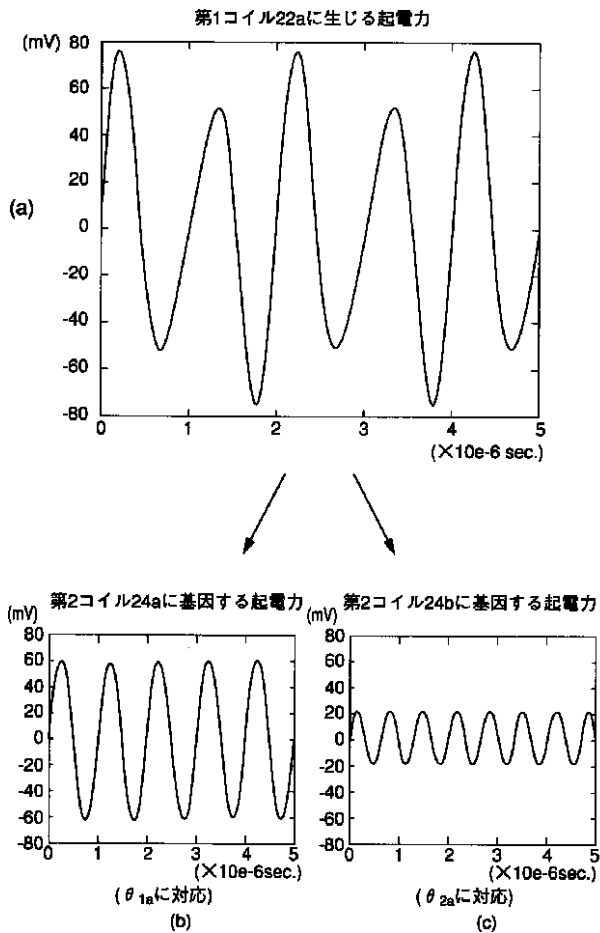 第1コイル22aに生じる起電力
(mV)
80
60
40
20
0
-20
-40
-60
-80
(a)
0 1 2 3 4 5
(×10e-6 sec.)
第2コイル24aに基因する起電力
(mV)
80
60
40
20
0
-20
-40
-60
-80
0 1 2 3 4 5
(×10e-6sec.)
(θ1aに対応)
(b)
第2コイル24bに基因する起電力
(mV)
80
60
40
20
0
-20
-40
-60
-80
0 1 2 3 4 5
(×10e-6sec.)
(θ2aに対応)
(c)